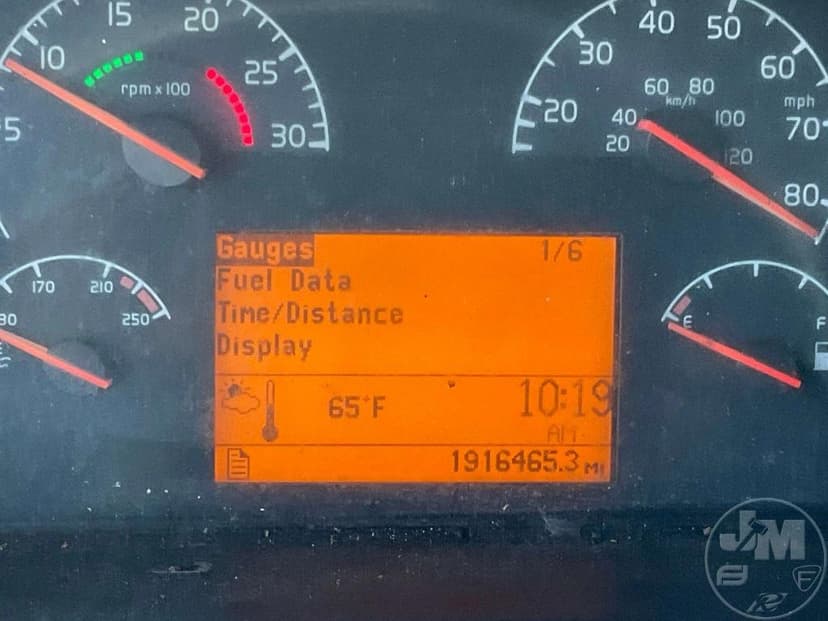 15 20
10 25
5 30
rpm x 100
40 50
30 60
20 70
80
mph
60 80
km/h
40 100
20 120
170 210
250
E F
Gauges 1/6
Fuel Data
Time/Distance
Display
65°F 10:19
AM
1916465.3 MI
JM
F